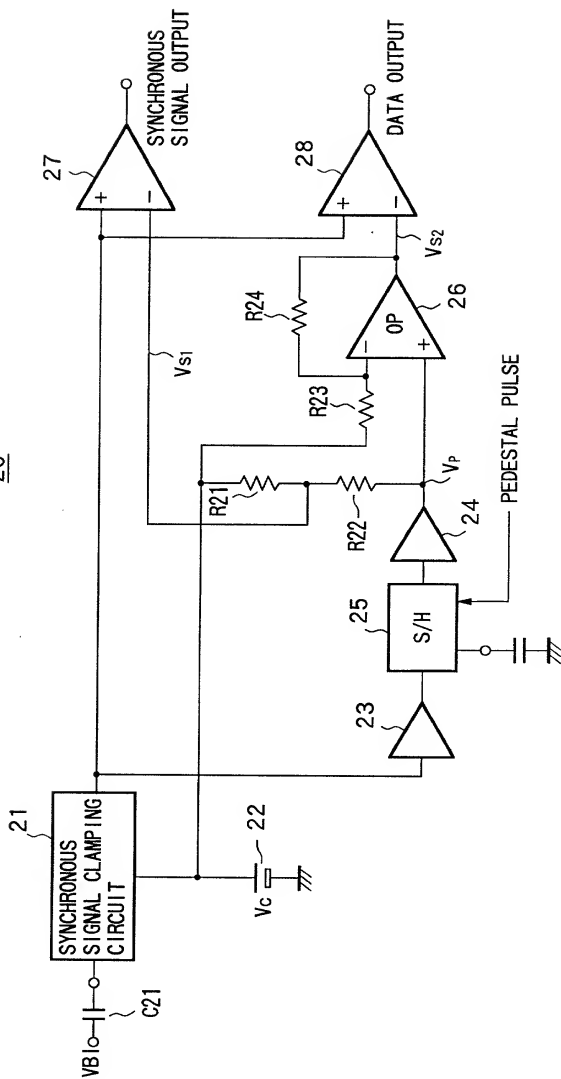 20
VBI
C21
21
SYNCHRONOUS
SIGNAL CLAMPING
CIRCUIT
Vc
22
23
25
S/H
24
PEDESTAL PULSE
VP
R21
R22
R23
R24
OP
26
VS1
VS2
+
−
27
SYNCHRONOUS
SIGNAL OUTPUT
+
−
28
DATA OUTPUT
−
+